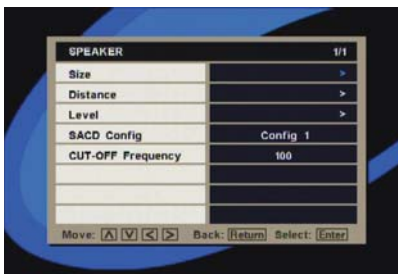 SPEAKER 1/1
Size >
Distance >
Level >
SACD Config Config 1
CUT-OFF Frequency 100
Move: Λ V < > Back: Return Select: Enter